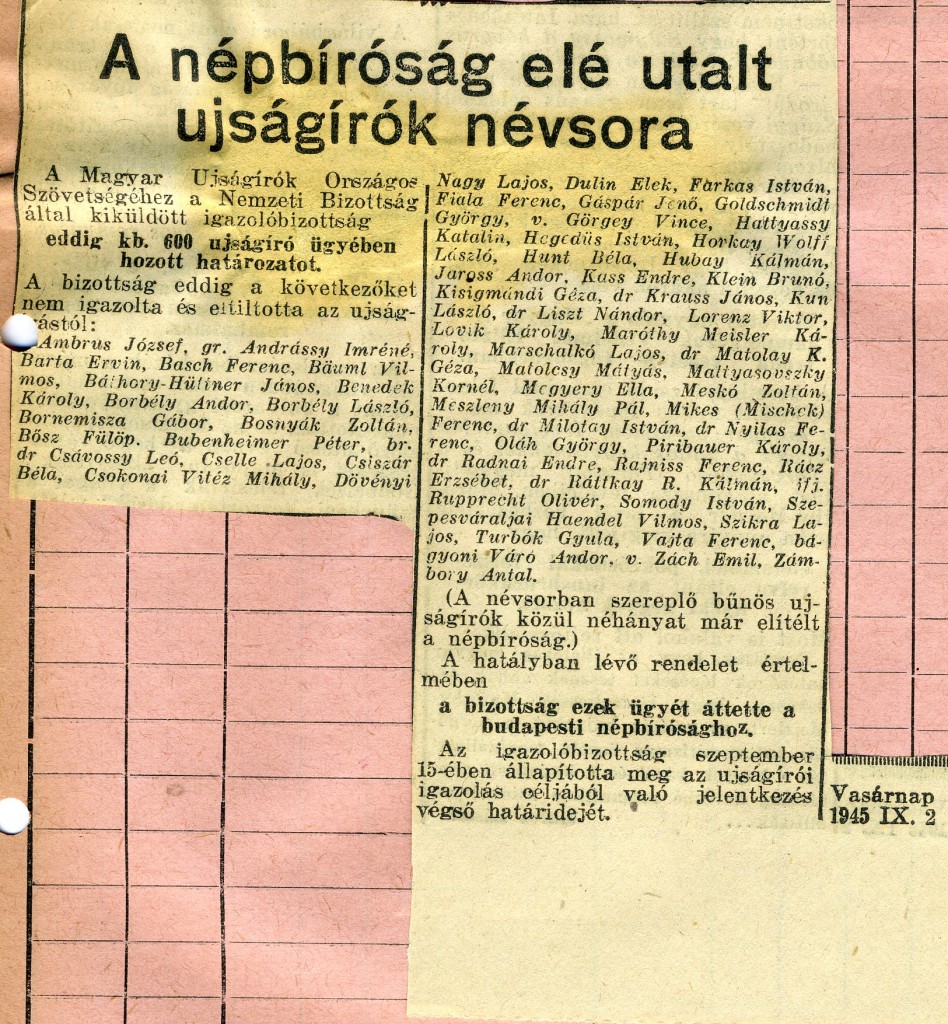 A népbíróság elé utalt
ujságírók névsora
A Magyar Ujságírók Országos
Szövetségéhez a Nemzeti Bizottság
által kiküldött igazolóbizottság
eddig kb. 600 ujságíró ügyében
hozott határozatot.
A bizottság eddig a következőket
nem igazolta és eltiltotta az ujság-
írástól:
Ambrus József, gr. Andrássy Imréné,
Barta Ervin, Basch Ferenc, Bäuml Vil-
mos, Báthory-Hüttner János, Benedek
Károly, Borbély Andor, Borbély László,
Bornemisza Gábor, Bosnyák Zoltán,
Bősz Fülöp. Bubenheimer Péter, br.
dr Csávossy Leó, Cselle Lajos, Csiszár
Béla, Csokonai Vitéz Mihály, Dövényi
Nagy Lajos, Dulin Elek, Farkas István,
Fiala Ferenc, Gáspár Jenő, Goldschmidt
György, v. Görgey Vince, Hattyassy
Katalin, Hegedüs István, Horkay Wolff
László, Hunt Béla, Hubay Kálmán,
Jaross Andor, Kass Endre, Klein Brunó,
Kisigmándi Géza, dr Krauss János, Kun
László, dr Liszt Nándor, Lorenz Viktor,
Lovik Károly, Maróthy Meisler Ká-
roly, Marschalkó Lajos, dr Matolay K.
Géza, Matolcsy Mátyás, Mattyasovszky
Kornél, Megyery Ella, Meskó Zoltán,
Meszleny Mihály Pál, Mikes (Mischek)
Ferenc, dr Milotay István, dr Nyilas Fe-
renc, Oláh György, Piribauer Károly,
dr Radnai Endre, Rajniss Ferenc, Rácz
Erzsébet, dr Ráttkay R. Kálmán, ifj.
Rupprecht Olivér, Somody István, Sze-
pesváraljai Haendel Vilmos, Szikra La-
jos, Turbók Gyula, Vajta Ferenc, bá-
gyoni Váró Andor, v. Zách Emil, Zám-
bory Antal.
(A névsorban szereplő bűnös uj-
ságírók közül néhányat már elítélt
a népbíróság.)
A hatályban lévő rendelet értel-
mében
a bizottság ezek ügyét áttette a
budapesti népbírósághoz.
Az igazolóbizottság szeptember
15-ében állapította meg az ujságírói
igazolás céljából való jelentkezés
végső határidejét.
Vasárnap
1945 IX. 2